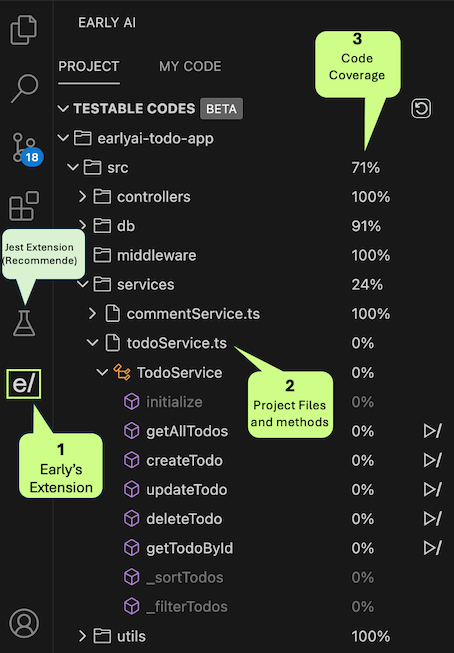 EARLY AI
3
Code
Coverage
PROJECT MY CODE
TESTABLE CODES BETA
earlyai-todo-app
18
src 71%
controllers 100%
db 91%
Jest Extension
(Recommende)
middleware 100%
services 24%
commentService.ts 100%
todoService.ts 0%
TodoService 0%
2
Project Files
and methods
e/
initialize 0%
getAllTodos 0%
1
Early's
Extension
createTodo 0%
updateTodo 0%
deleteTodo 0%
getTodoById 0%
_sortTodos 0%
_filterTodos 0%
utils 100%